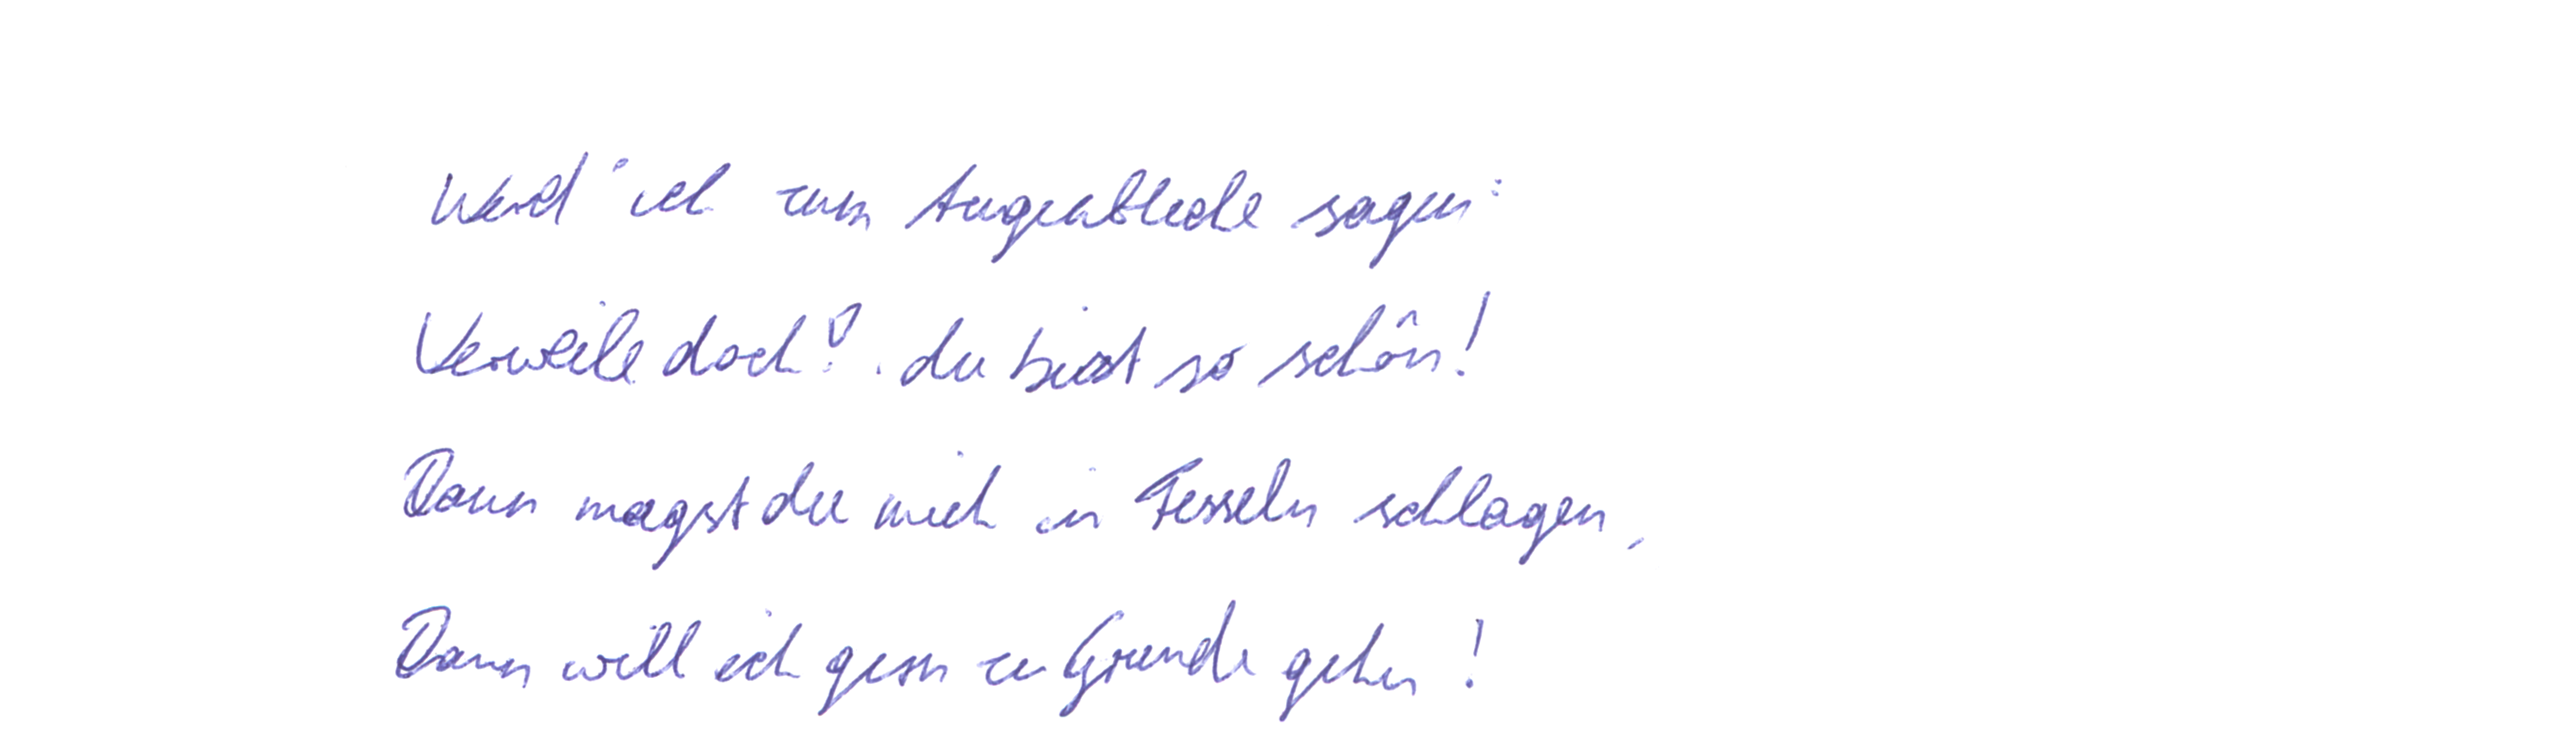 Werd' ich zum Augenblicke sagen:
Verweile doch! du bist so schön!
Dann magst du mich in Fesseln schlagen,
Dann will ich gern zu Grunde gehen!